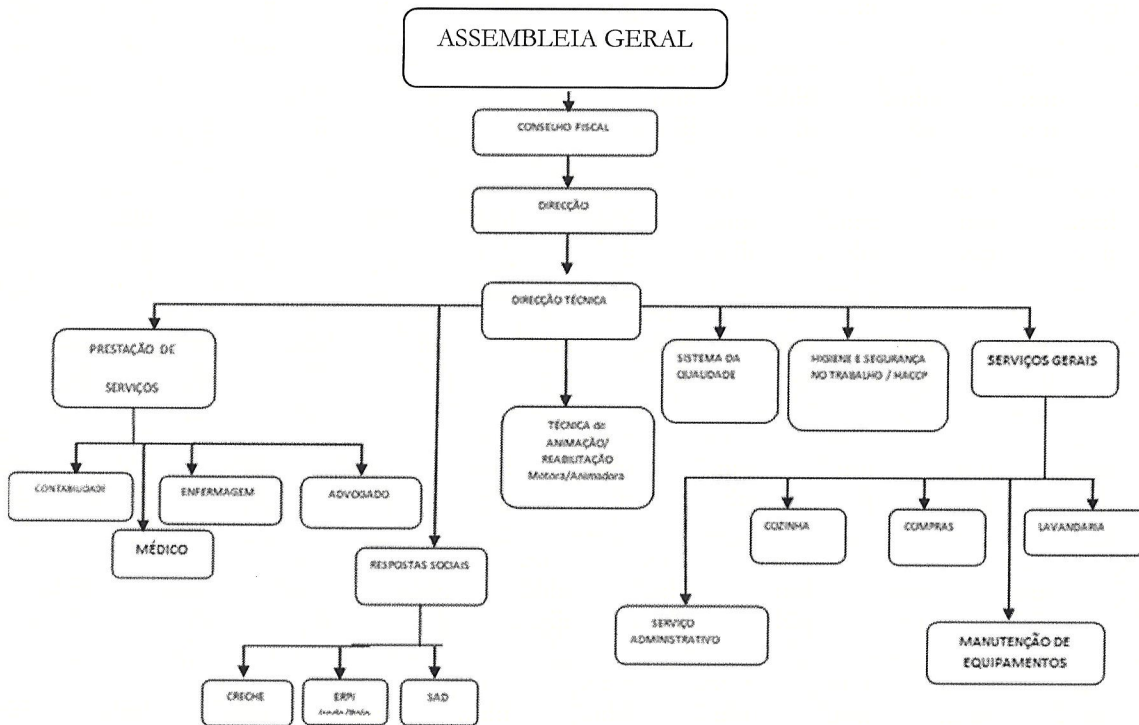 ASSEMBLEIA GERAL
CONSELHO FISCAL
DIRECÇÃO
DIRECÇÃO TÉCNICA
PRESTAÇÃO DE
SERVIÇOS
SISTEMA DA
QUALIDADE
HIGIENE E SEGURANÇA
NO TRABALHO / HACCP
SERVIÇOS GERAIS
TÉCNICA de
ANIMAÇÃO/
REABILITAÇÃO
Motora/Animadora
CONTABILIDADE
ENFERMAGEM
ADVOGADO
MÉDICO
COZINHA
COMPRAS
LAVANDARIA
RESPOSTAS SOCIAIS
SERVIÇO
ADMINISTRATIVO
MANUTENÇÃO DE
EQUIPAMENTOS
CRECHE
ERPI
SAD